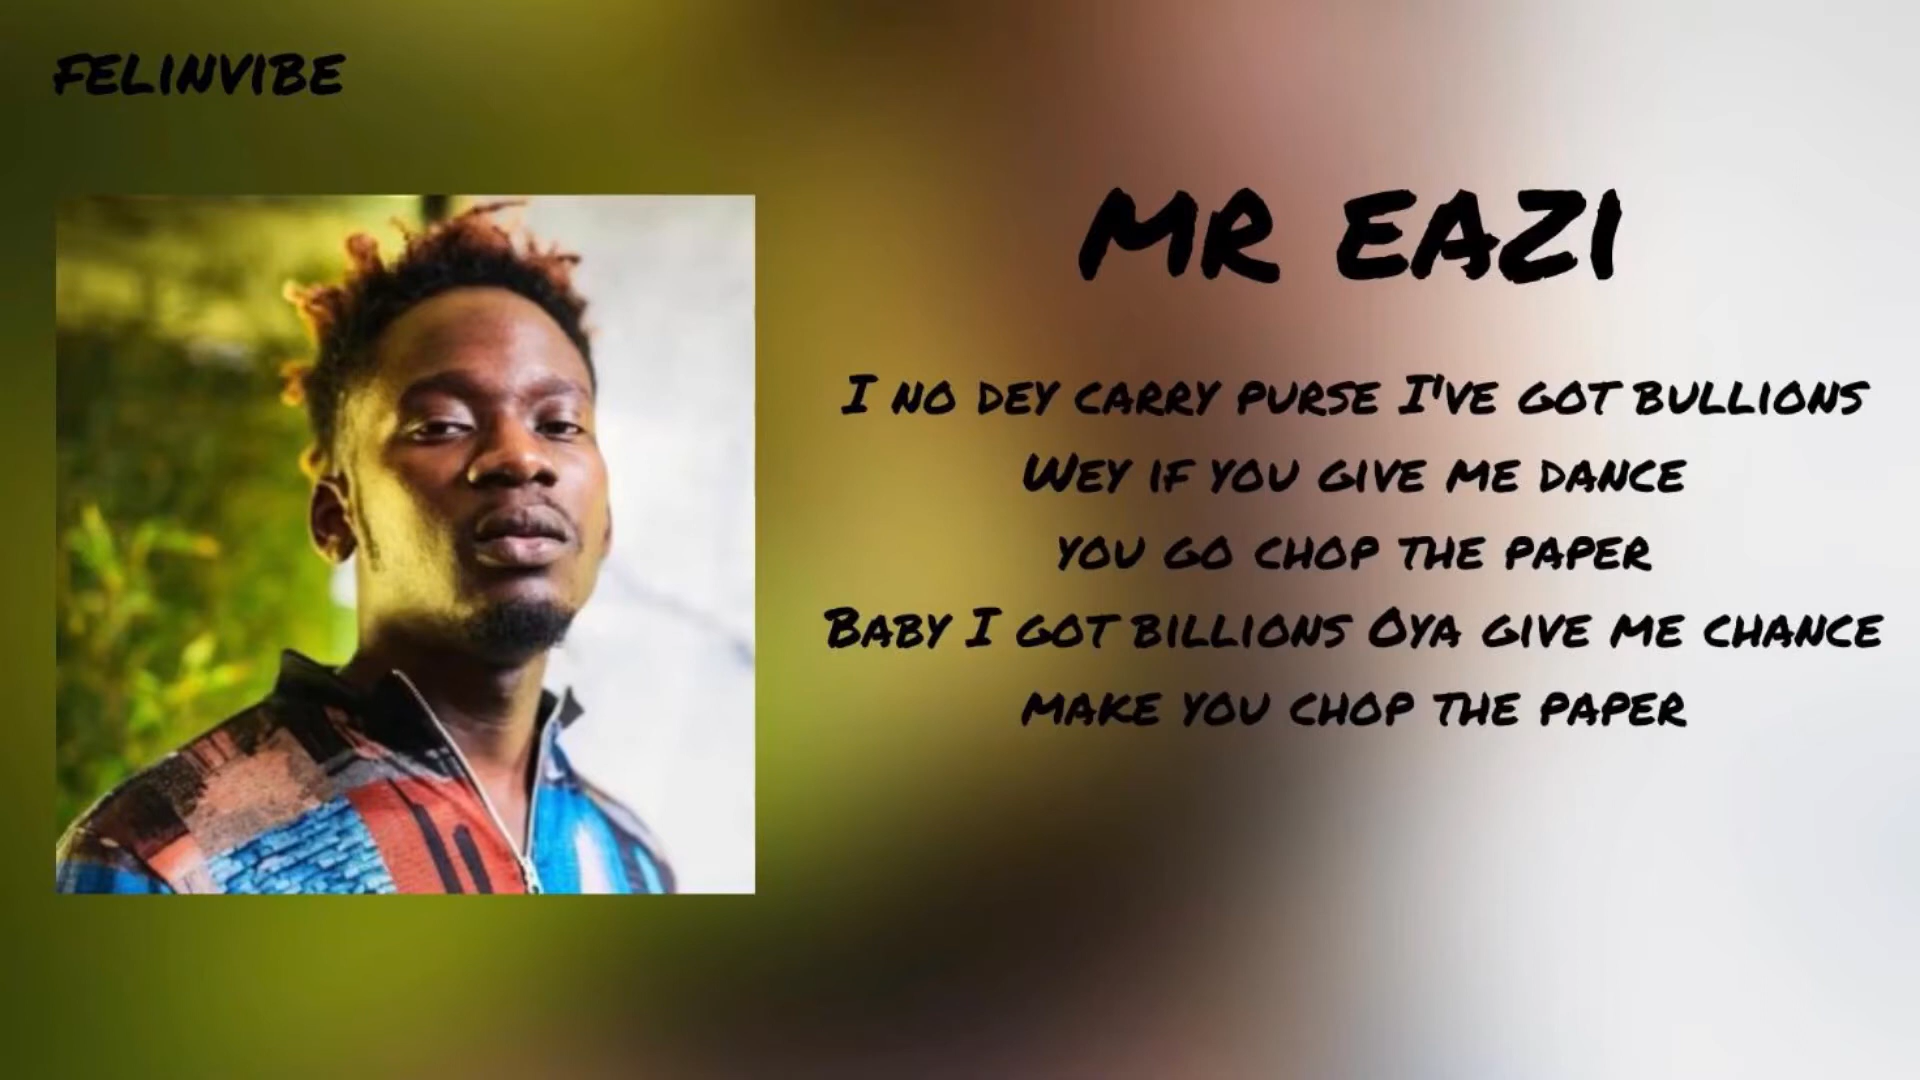 FELINVIBE
MR EAZI
I NO DEY CARRY PURSE I'VE GOT BULLIONS
WEY IF YOU GIVE ME DANCE
YOU GO CHOP THE PAPER
BABY I GOT BILLIONS OYA GIVE ME CHANCE
MAKE YOU CHOP THE PAPER